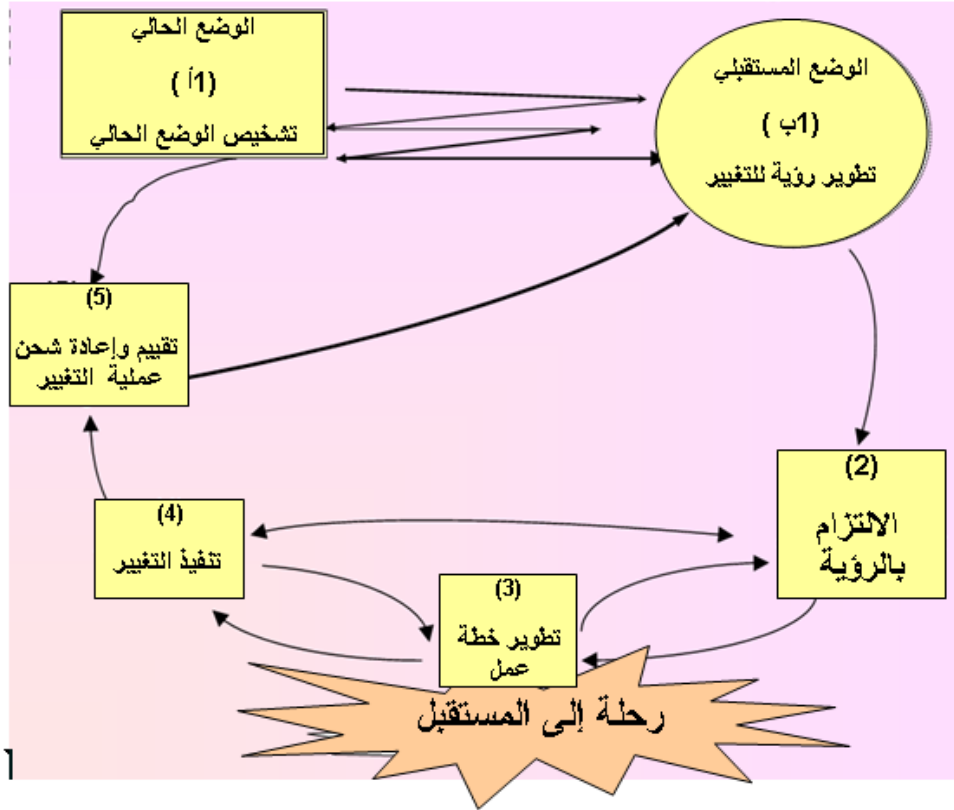 الوضع الحالي
(1أ )
تشخيص الوضع الحالي
الوضع المستقبلي
(1ب )
تطوير رؤية للتغيير
(2)
الالتزام
بالرؤية
(3)
تطوير خطة
عمل
(4)
تنفيذ التغيير
(5)
تقييم وإعادة شحن
عملية التغيير
رحلة إلى المستقبل